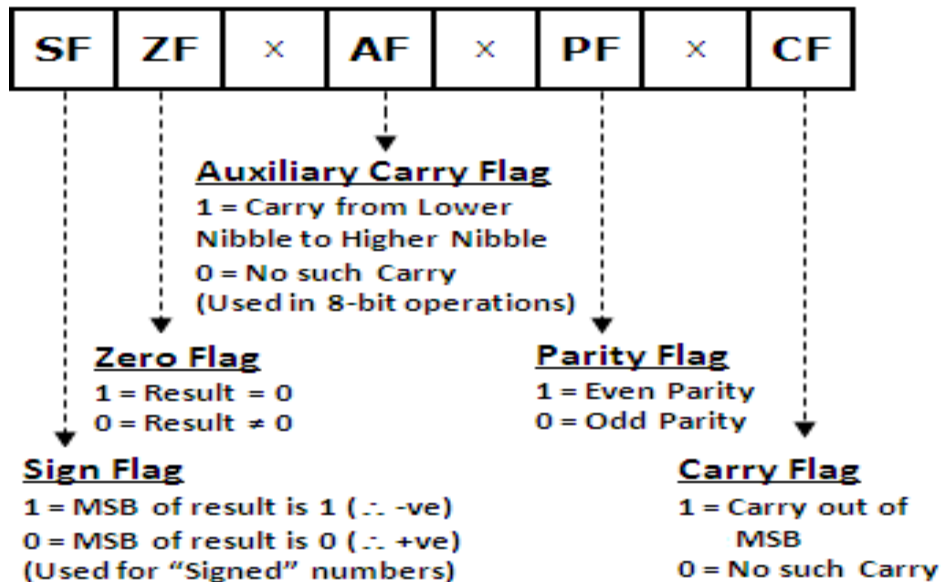 SF ZF × AF × PF × CF
Auxiliary Carry Flag
1 = Carry from Lower
Nibble to Higher Nibble
0 = No such Carry
(Used in 8-bit operations)
Zero Flag
1 = Result = 0
0 = Result ≠ 0
Parity Flag
1 = Even Parity
0 = Odd Parity
Sign Flag
1 = MSB of result is 1 (∴ -ve)
0 = MSB of result is 0 (∴ +ve)
(Used for “Signed” numbers)
Carry Flag
1 = Carry out of
MSB
0 = No such Carry